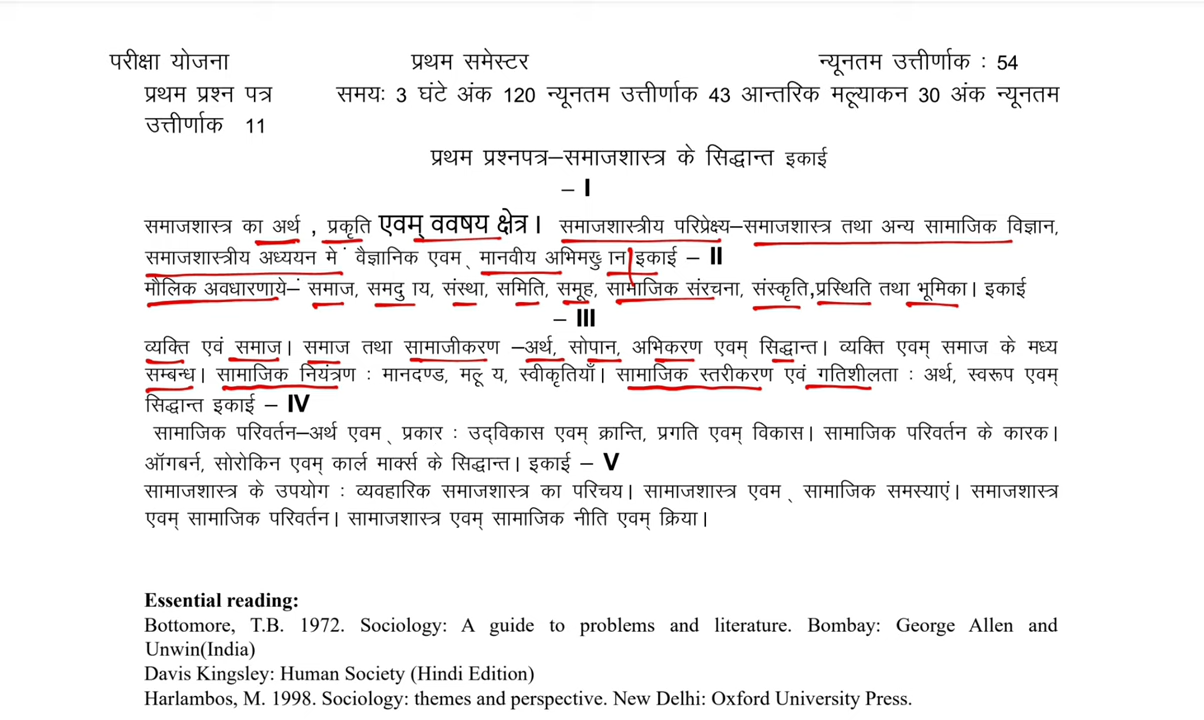 परीक्षा योजना प्रथम समेस्टर न्यूनतम उत्तीर्णाक : 54
प्रथम प्रश्न पत्र समयः 3 घंटे अंक 120 न्यूनतम उत्तीर्णाक 43 आन्तरिक मल्ूयाकन 30 अंक न्यूनतम
उत्तीर्णाक 11
प्रथम प्रश्नपत्र–समाजशास्त्र के सिद्धान्त इकाई
– I
समाजशास्त्र का अर्थ , प्रकृति एवम् ववषय क्षेत्र। समाजशास्त्रीय परिप्रेक्ष्य–समाजशास्त्र तथा अन्य सामाजिक विज्ञान,
समाजशास्त्रीय अध्ययन मे ं वैज्ञानिक एवम ् मानवीय अभिमख्ु ान इकाई – II
मौलिक अवधारणाये–ं समाज, समदु ाय, संस्था, समिति, समूह, सामाजिक संरचना, संस्कृति,प्रस्थिति तथा भूमिका। इकाई
– III
व्यक्ति एवं समाज। समाज तथा सामाजीकरण –अर्थ, सोपान, अभिकरण एवम सिद्धान्त। व्यक्ति एवम् समाज के मध्य
सम्बन्ध। सामाजिक नियंत्रण : मानदण्ड, मल्ू य, स्वीकृतियाँ। सामाजिक स्तरीकरण एवं गतिशीलता : अर्थ, स्वरूप एवम्
सिद्धान्त इकाई – IV
सामाजिक परिवर्तन–अर्थ एवम ् प्रकार : उद्विकास एवम् क्रान्ति, प्रगति एवम् विकास। सामाजिक परिवर्तन के कारक।
ऑगबर्न, सोरोकिन एवम् कार्ल मार्क्स के सिद्धान्त। इकाई – V
सामाजशास्त्र के उपयोग : व्यवहारिक समाजशास्त्र का परिचय। सामाजशास्त्र एवम ् सामाजिक समस्याएं। समाजशास्त्र
एवम् सामाजिक परिवर्तन। सामाजशास्त्र एवम् सामाजिक नीति एवम् क्रिया।
Essential reading:
Bottomore, T.B. 1972. Sociology: A guide to problems and literature. Bombay: George Allen and
Unwin(India)
Davis Kingsley: Human Society (Hindi Edition)
Harlambos, M. 1998. Sociology: themes and perspective. New Delhi: Oxford University Press.